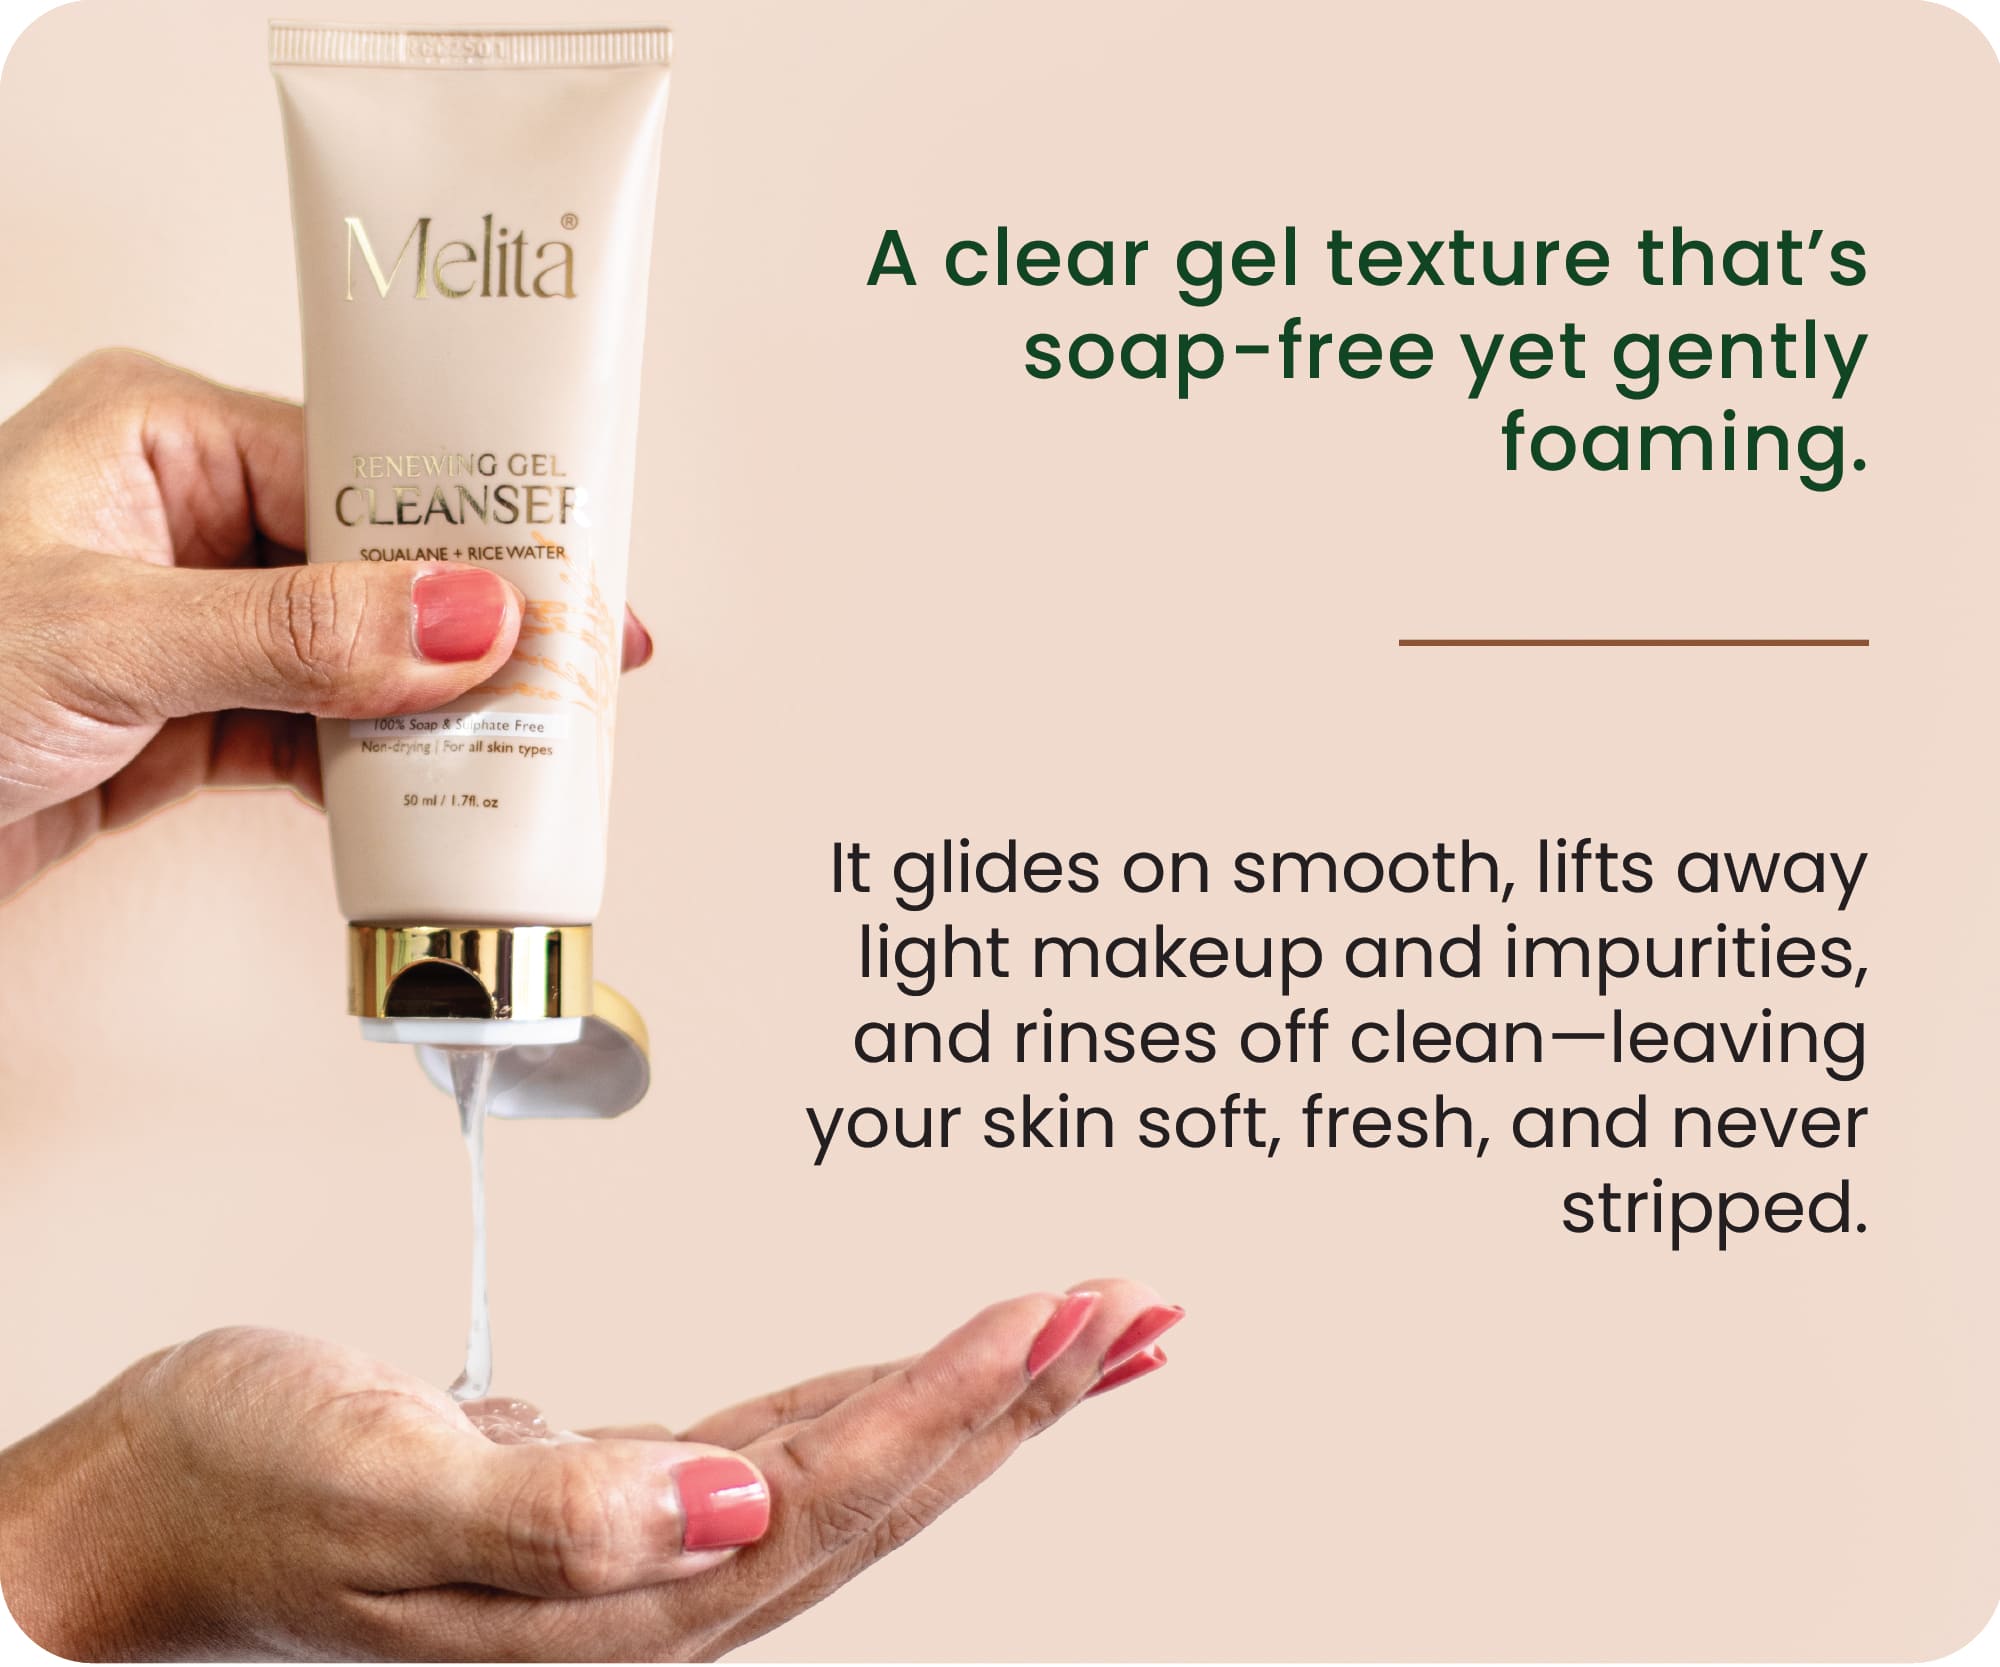 Melita®
RENEWING GEL
CLEANSER
SQUALANE + RICE WATER
100% Soap & Sulphate Free
Non-drying | For all skin types
50 ml / 1.7fl. oz
A clear gel texture that’s
soap-free yet gently
foaming.
It glides on smooth, lifts away
light makeup and impurities,
and rinses off clean—leaving
your skin soft, fresh, and never
stripped.